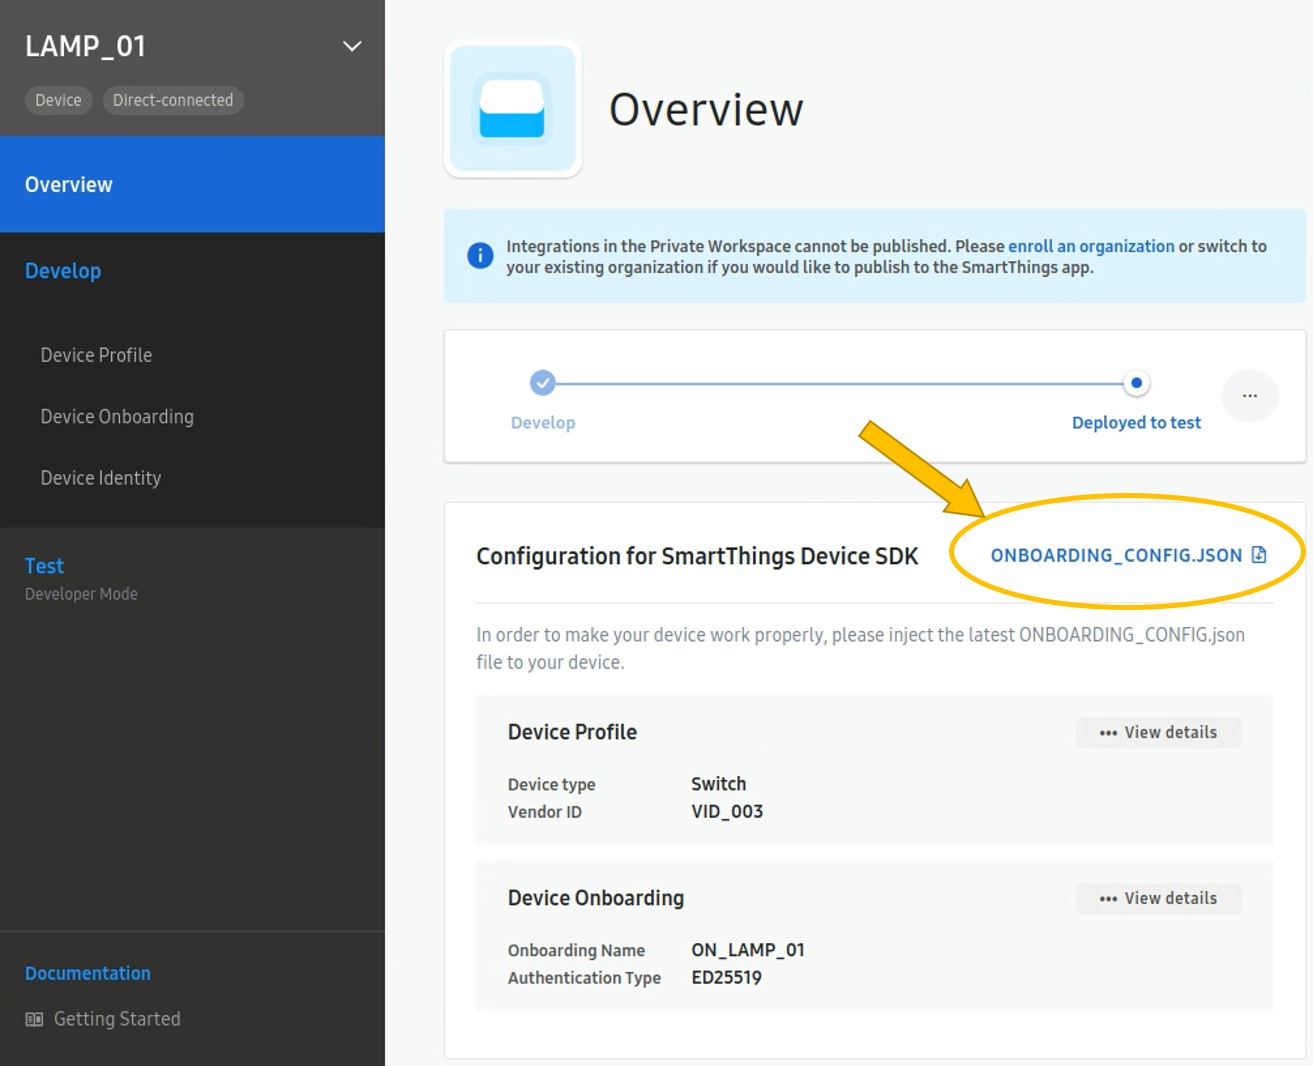 LAMP_01
Device
Direct-connected
Overview
Develop
Device Profile
Device Onboarding
Device Identity
Test
Developer Mode
Documentation
Getting Started
Overview
Integrations in the Private Workspace cannot be published. Please enroll an organization or switch to
your existing organization if you would like to publish to the SmartThings app.
Develop
Deployed to test
Configuration for SmartThings Device SDK
ONBOARDING_CONFIG.JSON
In order to make your device work properly, please inject the latest ONBOARDING_CONFIG.json
file to your device.
Device Profile
••• View details
Device type Switch
Vendor ID VID_003
Device Onboarding
••• View details
Onboarding Name ON_LAMP_01
Authentication Type ED25519